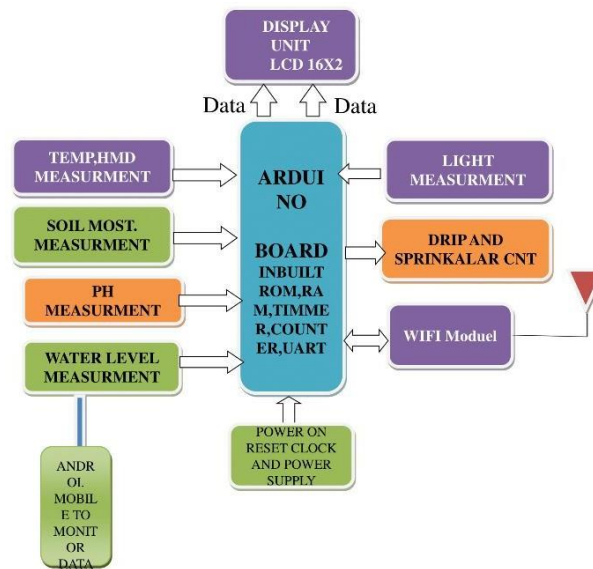 DISPLAY
UNIT
LCD 16X2
Data
Data
TEMP,HMD
MEASURMENT
SOIL MOST.
MEASURMENT
PH
MEASURMENT
WATER LEVEL
MEASURMENT
ANDR
OI.
MOBIL
E TO
MONIT
OR
DATA
ARDUI
NO
BOARD
INBUILT
ROM,RA
M,TIMME
R,COUNT
ER,UART
POWER ON
RESET CLOCK
AND POWER
SUPPLY
LIGHT
MEASURMENT
DRIP AND
SPRINKALAR CNT
WIFI Moduel